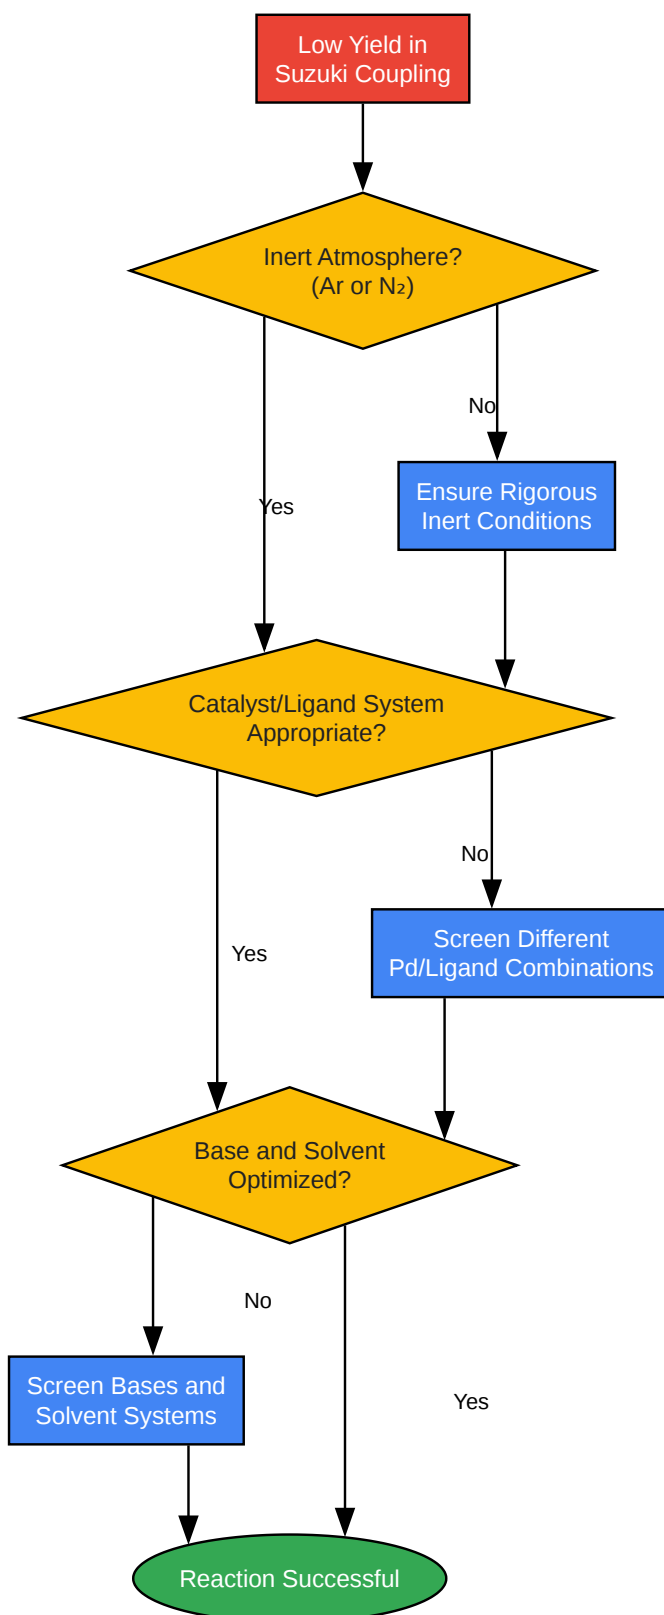 Low Yield in
Suzuki Coupling
Inert Atmosphere?
(Ar or N₂)
No
Ensure Rigorous
Inert Conditions
Yes
Catalyst/Ligand System
Appropriate?
No
Screen Different
Pd/Ligand Combinations
Yes
Base and Solvent
Optimized?
No
Screen Bases and
Solvent Systems
Yes
Reaction Successful